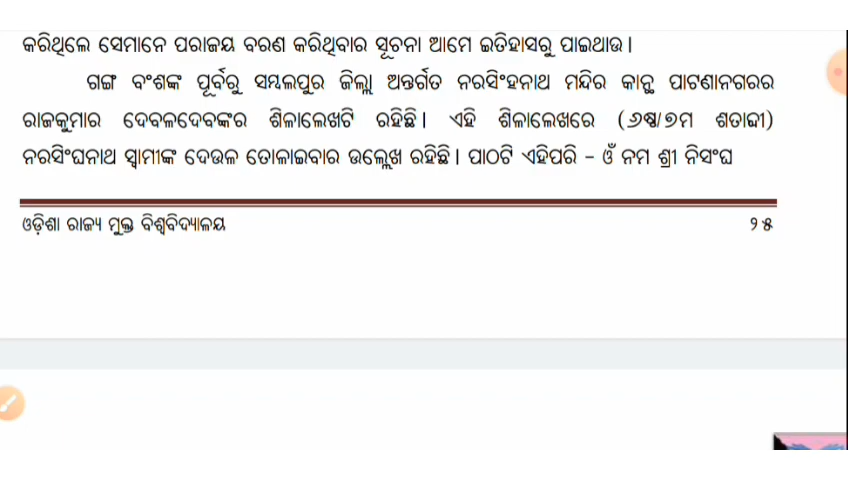 କରିଥିଲେ ସେମାନେ ପରାଜୟ ବରଣ କରିଥିବାର ସୂଚନା ଆମେ ଇତିହାସରୁ ପାଇଥାଉ।
ଗଙ୍ଗ ବଂଶଙ୍କ ପୂର୍ବରୁ ସମ୍ବଲପୁର ଜିଲ୍ଲା ଅନ୍ତର୍ଗତ ନରସିଂହନାଥ ମନ୍ଦିର କାନ୍ଥ ପାଟଣାନଗରର
ରାଜକୁମାର ଦେବଳଦେବଙ୍କର ଶିଳାଲେଖଟି ରହିଛି। ଏହି ଶିଳାଲେଖରେ (୬ଷ୍ଠ/୭ମ ଶତାବ୍ଦୀ)
ନରସିଂଘନାଥ ସ୍ୱାମୀଙ୍କ ଦେଉଳ ତୋଳାଇବାର ଉଲ୍ଲେଖ ରହିଛି। ପାଠଟି ଏହିପରି – ଓଁ ନମ ଶ୍ରୀ ନିସଂଘ
ଓଡ଼ିଶା ରାଜ୍ୟ ମୁକ୍ତ ବିଶ୍ୱବିଦ୍ୟାଳୟ
୨୫